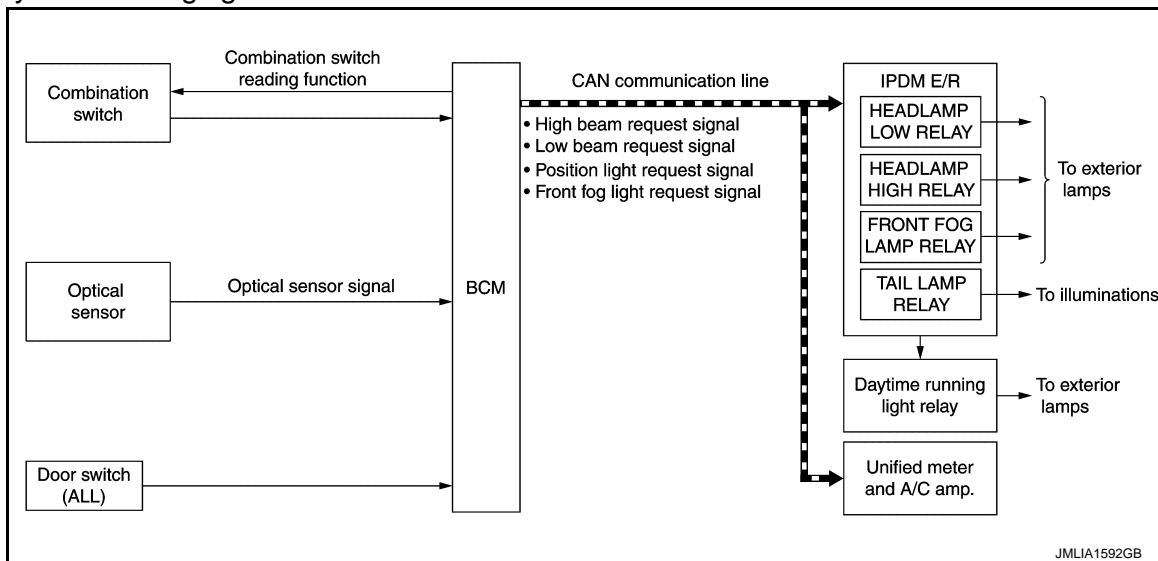 Combination switch
reading function
Combination
switch
Optical
sensor
Optical sensor signal
Door switch
(ALL)
BCM
CAN communication line
• High beam request signal
• Low beam request signal
• Position light request signal
• Front fog light request signal
IPDM E/R
HEADLAMP
LOW RELAY
HEADLAMP
HIGH RELAY
FRONT FOG
LAMP RELAY
TAIL LAMP
RELAY
To exterior
lamps
To illuminations
Daytime running
light relay
To exterior
lamps
Unified meter
and A/C amp.
JMLIA1592GB